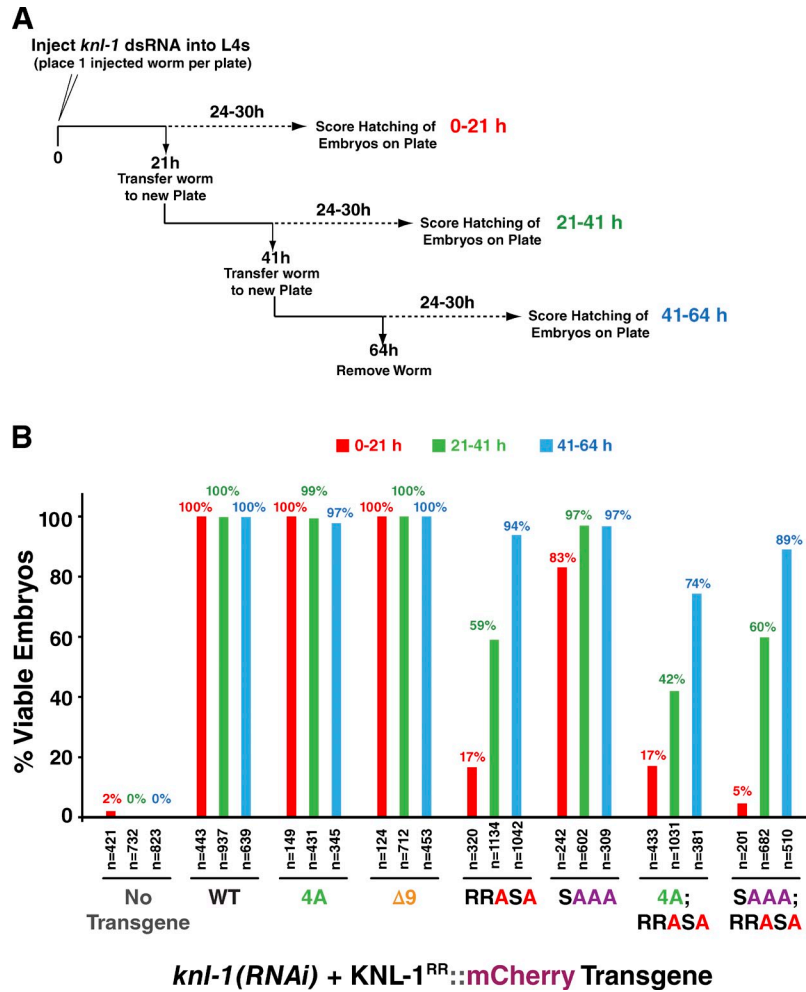 A
Inject knl-1 dsRNA into L4s
(place 1 injected worm per plate)
24-30h
Score Hatching of
Embryos on Plate
0-21 h
0
21h
Transfer worm
to new Plate
24-30h
Score Hatching of
Embryos on Plate
21-41 h
41h
Transfer worm
to new Plate
24-30h
Score Hatching of
Embryos on Plate
41-64 h
64h
Remove Worm
B
0-21 h 21-41 h 41-64 h
% Viable Embryos
100
80
60
40
20
0
2% 0% 0%
100% 100% 100%
100% 99% 97%
100% 100% 100%
17% 59% 94%
83% 97% 97%
17% 42% 74%
5% 60% 89%
n=421 n=732 n=823
n=443 n=937 n=639
n=149 n=431 n=345
n=124 n=712 n=453
n=320 n=1134 n=1042
n=242 n=602 n=309
n=433 n=1031 n=381
n=201 n=682 n=510
No
Transgene
WT
4A
Δ9
RRASA
SAAA
4A;
RRASA
SAAA;
RRASA
knl-1(RNAi) + KNL-1RR::mCherry Transgene